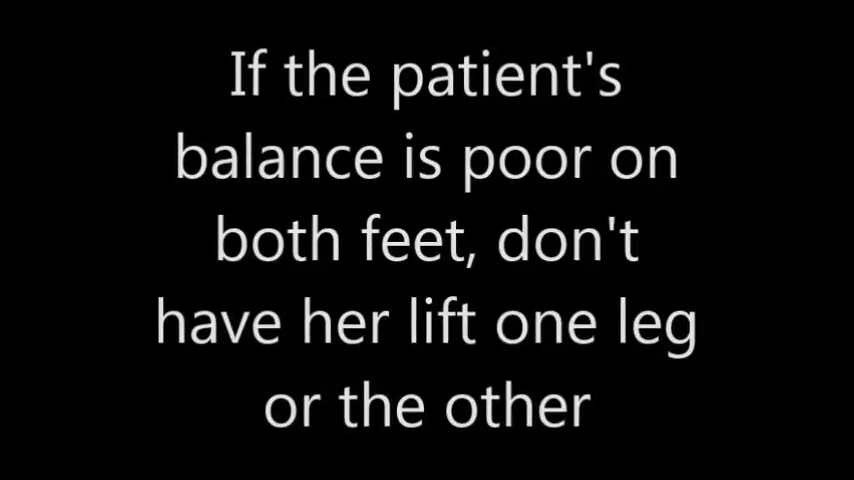 If the patient's
balance is poor on
both feet, don't
have her lift one leg
or the other